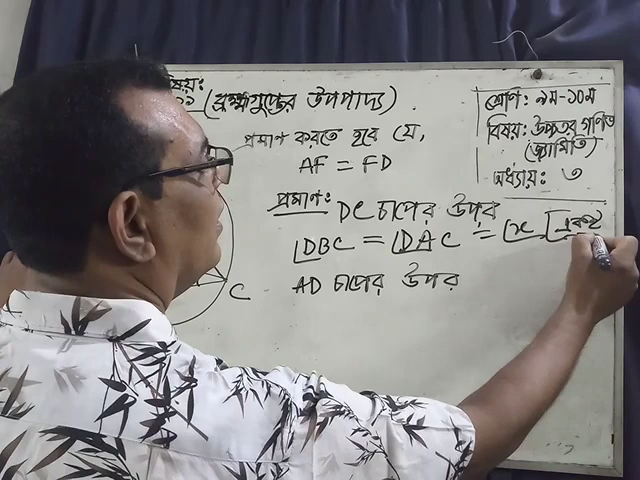 বিষয়:
(ব্রহ্মগুপ্তের উপপাদ্য)
শ্রেণি: ৯ম-১০ম
বিষয়: উচ্চতর গণিত
(জ্যামিতি)
অধ্যায়: ৩
প্রমাণ করতে হবে যে,
AF = FD
প্রমাণ:
DC চাপের উপর
∠DBC = ∠DAC = ∠x [একই
AD চাপের উপর
C